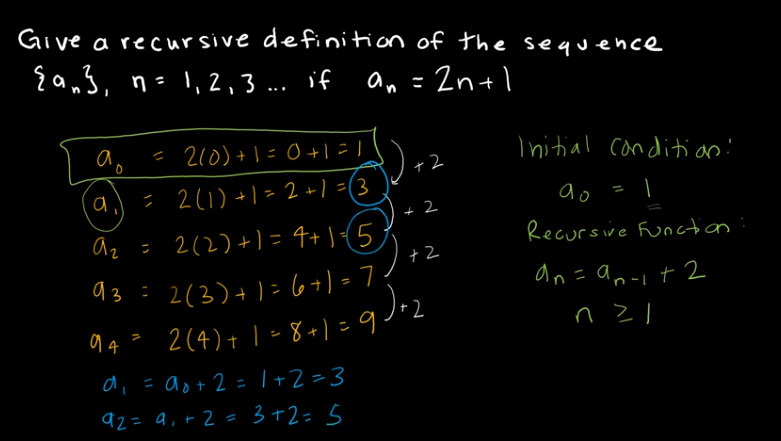 Give a recursive definition of the sequence
{aₙ}, n = 1, 2, 3 ... if aₙ = 2n+1
a₀ = 2(0)+1 = 0+1 = 1
+2
a₁ = 2(1)+1 = 2+1 = 3
+2
a₂ = 2(2)+1 = 4+1 = 5
+2
a₃ = 2(3)+1 = 6+1 = 7
+2
a₄ = 2(4)+1 = 8+1 = 9
a₁ = a₀+2 = 1+2 = 3
a₂ = a₁+2 = 3+2 = 5
Initial Condition:
a₀ = 1
Recursive Function:
aₙ = aₙ₋₁ + 2
n ≥ 1